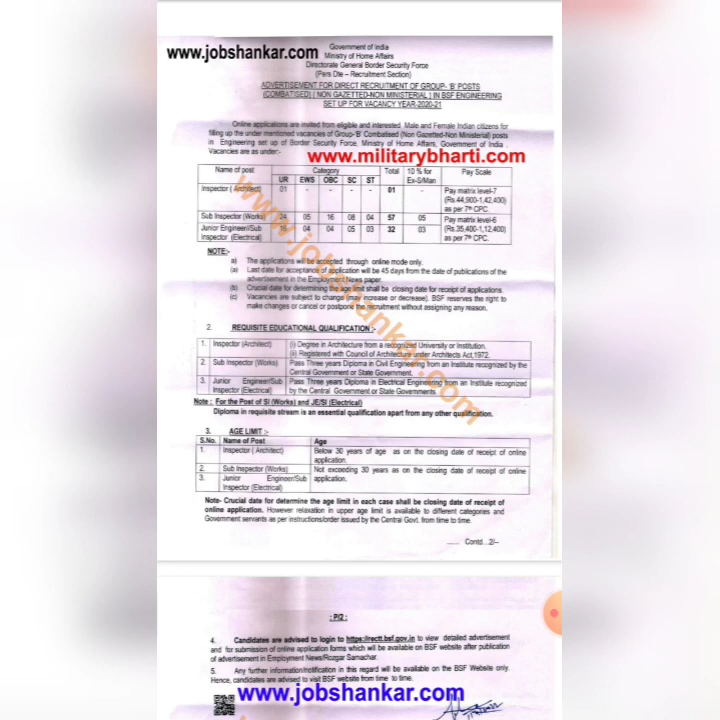 www.jobshankar.com
Government of India
Ministry of Home Affairs
Directorate General Border Security Force
(Pers Dte – Recruitment Section)
ADVERTISEMENT FOR DIRECT RECRUITMENT OF GROUP- 'B' POSTS
(COMBATISED) ( NON GAZETTED-NON MINISTERIAL ) IN BSF ENGINEERING
SET UP FOR VACANCY YEAR-2020-21
Online applications are invited from eligible and interested Male and Female Indian citizens for
filling up the under mentioned vacancies of Group-'B' Combatised (Non Gazetted-Non Ministerial) posts
in Engineering set up of Border Security Force, Ministry of Home Affairs, Government of India .
Vacancies are as under:-
www.militarybharti.com
Name of post Category Total 10 % for Ex-S/Man Pay Scale
UR EWS OBC SC ST
Inspector ( Architect) 01 - - - - 01 - Pay matrix level-7
(Rs.44,900-1,42,400)
as per 7th CPC.
Sub Inspector (Works) 24 05 16 08 04 57 05 Pay matrix level-6
Junior Engineer/Sub 16 04 04 05 03 32 03 (Rs.35,400-1,12,400
Inspector (Electrical) as per 7th CPC.
NOTE:-
a) The applications will be accepted through online mode only.
(a) Last date for acceptance of application will be 45 days from the date of publications of the
advertisement in the Employment News paper.
(b) Crucial date for determining the age limit shall be closing date for receipt of applications.
(c) Vacancies are subject to change (may increase or decrease). BSF reserves the right to
make changes or cancel or postpone the recruitment without assigning any reason.
www.jobshankar.com
2. REQUISITE EDUCATIONAL QUALIFICATION :-
1. Inspector (Architect) (i) Degree in Architecture from a recognized University or Institution.
(ii) Registered with Council of Architecture under Architects Act,1972.
2. Sub Inspector (Works) Pass Three years Diploma in Civil Engineering from an Institute recognized by the
Central Government or State Government.
3. Junior Engineer/Sub Pass Three years Diploma in Electrical Engineering from an Institute recognized
Inspector (Electrical) by the Central Government or State Governments.
Note : For the Post of SI (Works) and JE/SI (Electrical)
Diploma in requisite stream is an essential qualification apart from any other qualification.
3. AGE LIMIT :-
S.No. Name of Post Age
1. Inspector ( Architect) Below 30 years of age as on the closing date of receipt of online
application.
2. Sub Inspector (Works) Not exceeding 30 years as on the closing date of receipt of online
3. Junior Engineer/Sub application.
Inspector (Electrical)
Note- Crucial date for determine the age limit in each case shall be closing date of receipt of
online application. However relaxation in upper age limit is available to different categories and
Government servants as per instructions/order issued by the Central Govt. from time to time.
...... Contd...2/–
: P/2 :
4. Candidates are advised to login to https://rectt.bsf.gov.in to view detailed advertisement
and for submission of online application forms which will be available on BSF website after publication
of advertisement in Employment News/Rozgar Samachar.
5. Any further information/notification in this regard will be available on the BSF Website only.
Hence, candidates are advised to visit BSF website from time to time.
www.jobshankar.com